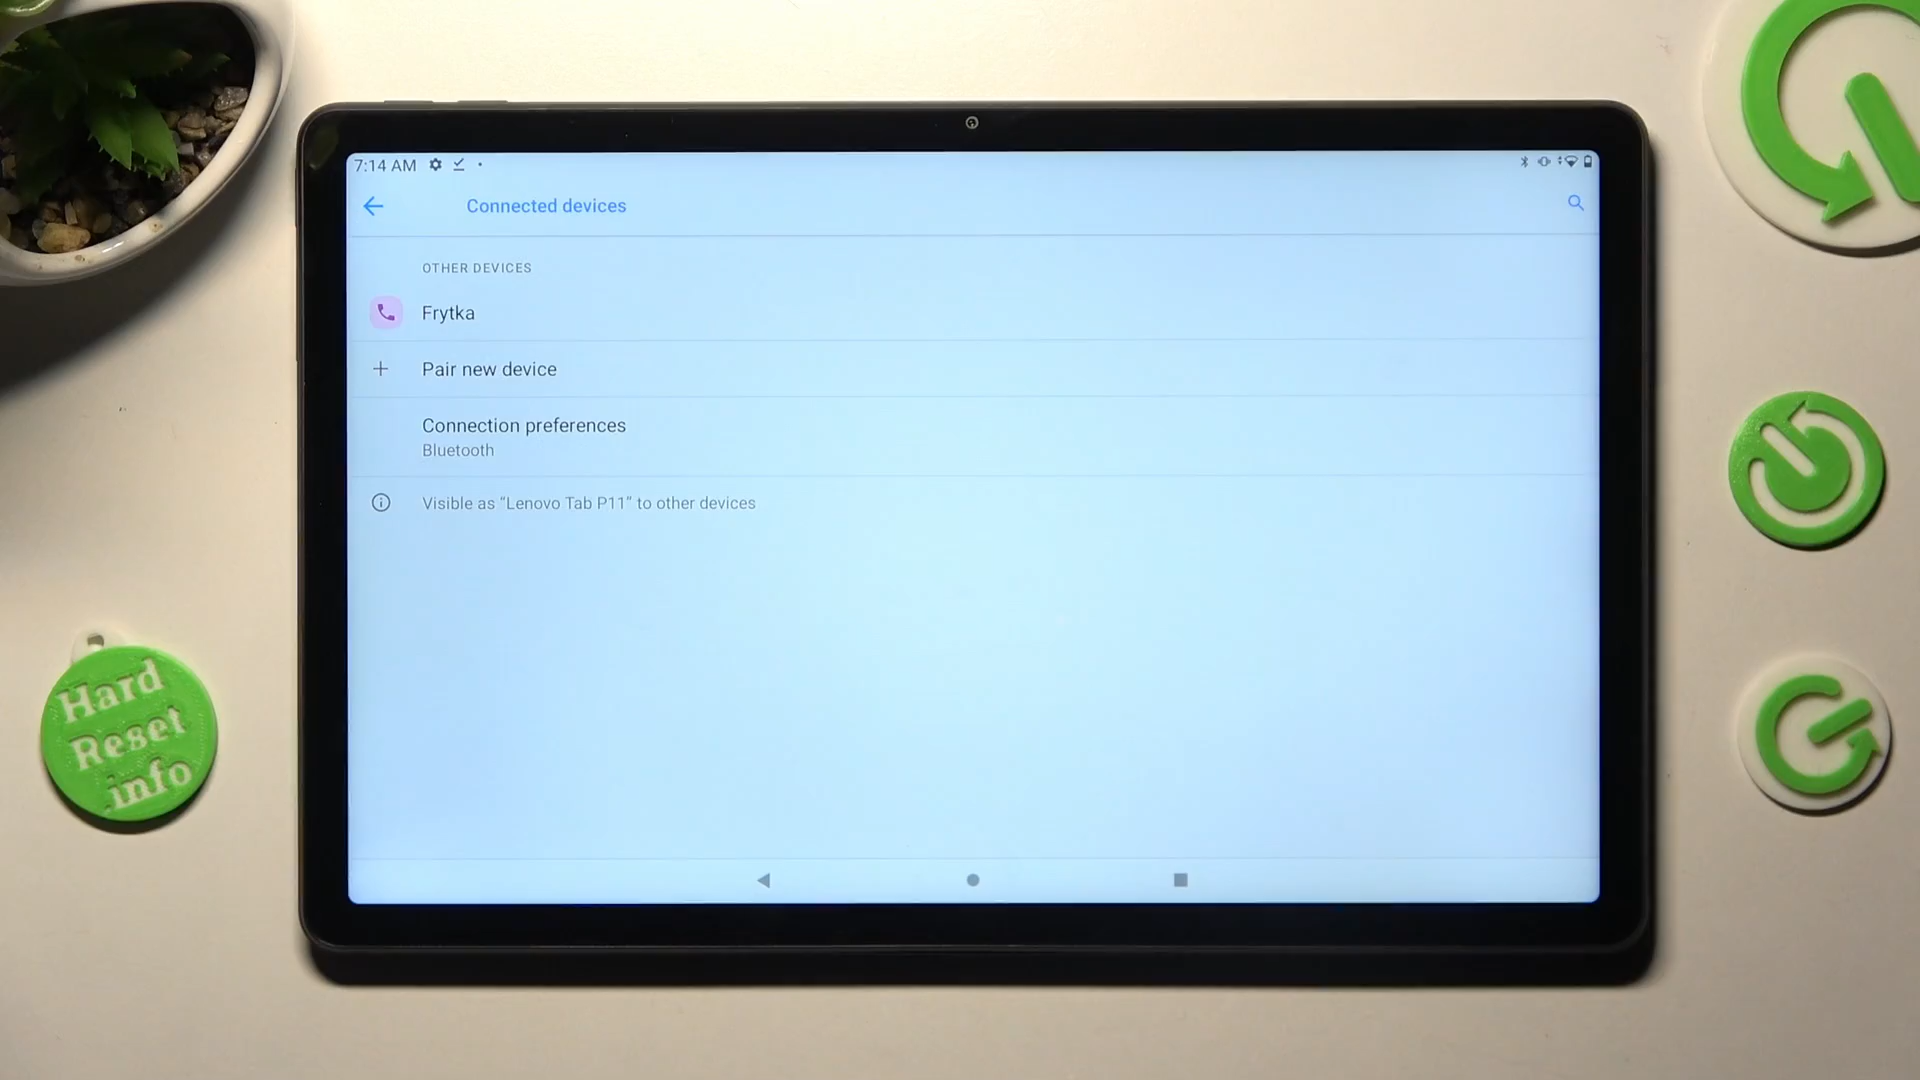 7:14 AM
Connected devices
OTHER DEVICES
Frytka
Pair new device
Connection preferences
Bluetooth
Visible as “Lenovo Tab P11” to other devices
Hard
Reset
.info